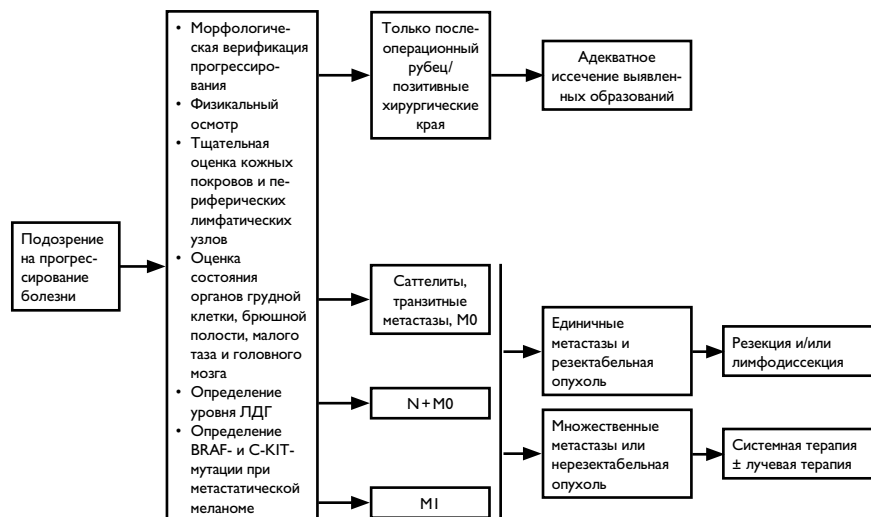 Подозрение
на прогрес-
сирование
болезни
• Морфологиче-
ская верификация
прогрессиро-
вания
• Физикальный
осмотр
• Тщательная
оценка кожных
покровов и пе-
риферических
лимфатических
узлов
• Оценка
состояния
органов грудной
клетки, брюшной
полости, малого
таза и головного
мозга
• Определение
уровня ЛДГ
• Определение
BRAF- и C-KIT-
мутации при
метастатической
меланоме
Только после-
операционный
рубец/
позитивные
хирургические
края
Адекватное
иссечение выявлен-
ных образований
Саттелиты,
транзитные
метастазы, М0
N+M0
MI
Единичные
метастазы и
резектабельная
опухоль
Резекция и/или
лимфодиссекция
Множественные
метастазы или
нерезектабельная
опухоль
Системная терапия
± лучевая терапия